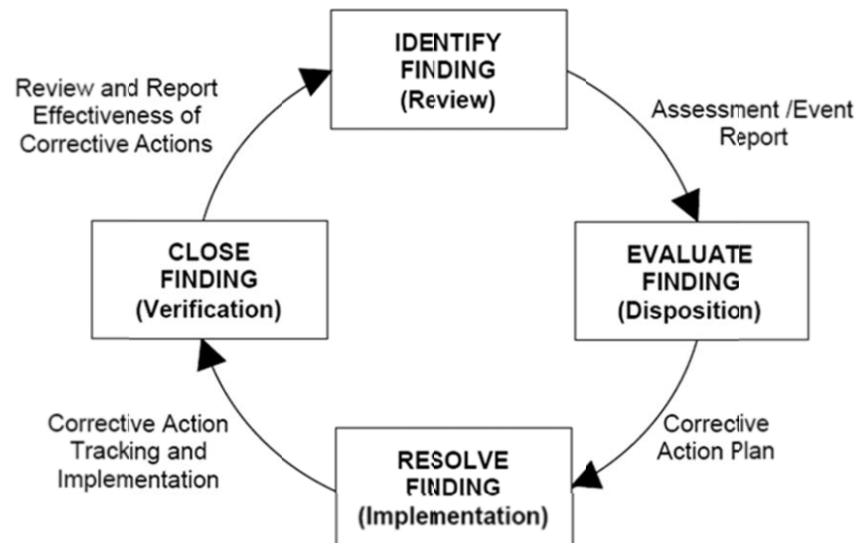 IDENTIFY
FINDING
(Review)
Assessment /Event
Report
EVALUATE
FINDING
(Disposition)
Corrective
Action Plan
RESOLVE
FINDING
(Implementation)
Corrective Action
Tracking and
Implementation
CLOSE
FINDING
(Verification)
Review and Report
Effectiveness of
Corrective Actions